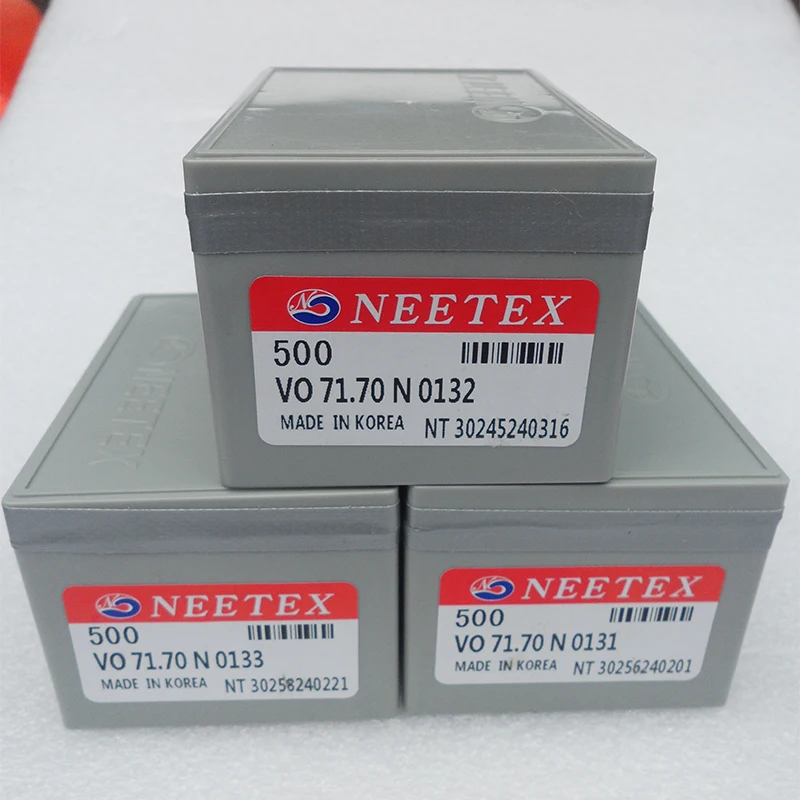 NEETEX
NEETEX
500
VO 71.70 N 0132
MADE IN KOREA NT 30245240316
NEETEX
500
VO 71.70 N 0133
MADE IN KOREA NT 30258240221
NEETEX
500
VO 71.70 N 0131
MADE IN KOREA NT 30256240201